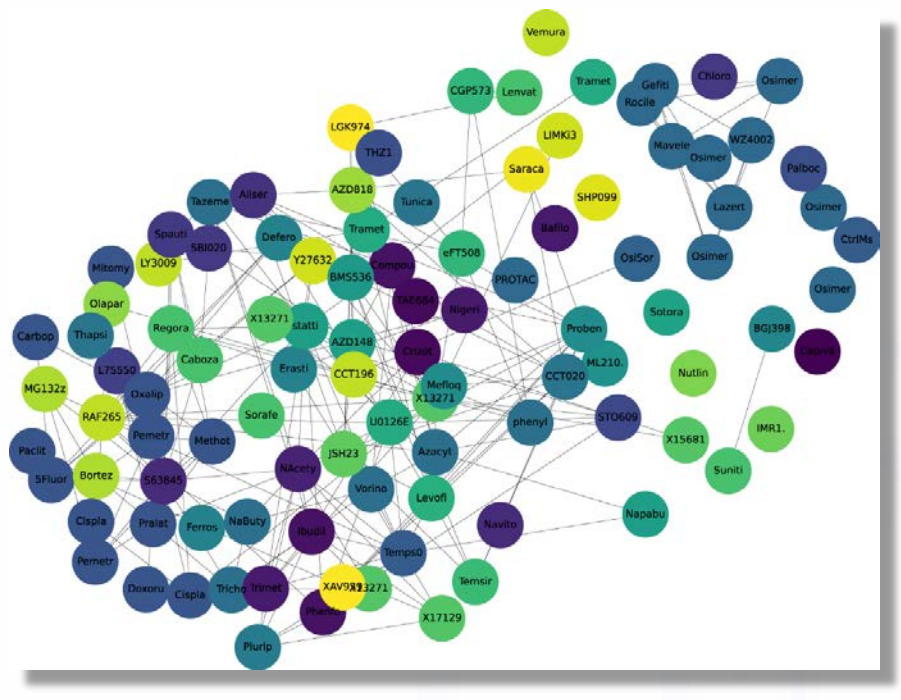 Vemura
Gefiti
Chloro
Osimer
Tramet
CGP573
Lenvat
Rocile
LGK974
LIMKi3
WZ4002
Mavele
Osimer
THZ1
Saraca
Palboc
AZD818
SHP099
Tazeme
Aliser
Tunica
Lazert
Osimer
Spauti
SBI020
Defero
Tramet
Bafilo
CtrlMs
Mitomy
LY3009
Y27632
BMS536
Compou
eFT508
OsiSor
Osimer
PROTAC
Osimer
Olapar
TAE684
Nigeri
Sotora
Carbop
Thapsi
Regora
X13271
statti
AZD148
Proben
BGJ398
Caboza
Crizot
ML210.
L75550
Erasti
CCT196
CCT020
Nutlin
MG132z
Oxalip
Mefloq
X13271
RAF265
Sorafe
U0126E
phenyl
STO609
Paclit
Pemetr
Methot
X15681
IMR1.
5Fluor
Bortez
S63845
JSH23
NAcety
Azacyt
Suniti
Vorino
Levofl
Cispla
Pralat
Ferros
NaButy
Ibudil
Navito
Napabu
Pemetr
Temps0
Doxoru
Cispla
Tricho
Trimet
X13271
Temsir
X17129
Plurip